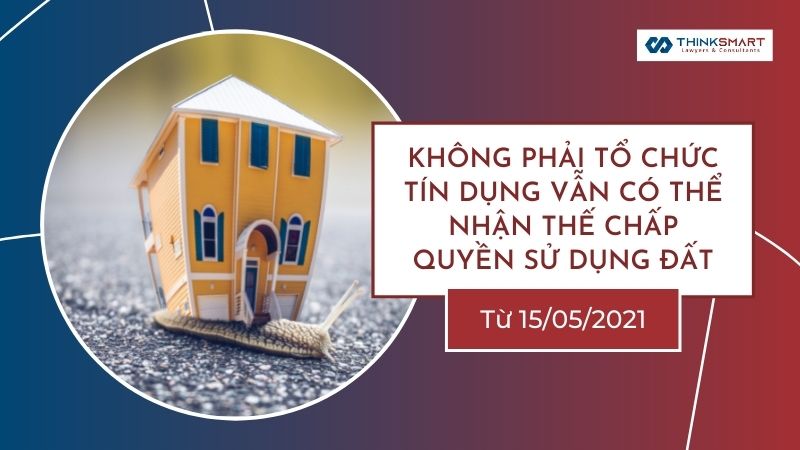 THINKSMART
Lawyers & Consultants
KHÔNG PHẢI TỔ CHỨC
TÍN DỤNG VẪN CÓ THỂ
NHẬN THẾ CHẤP
QUYỀN SỬ DỤNG ĐẤT
Từ 15/05/2021